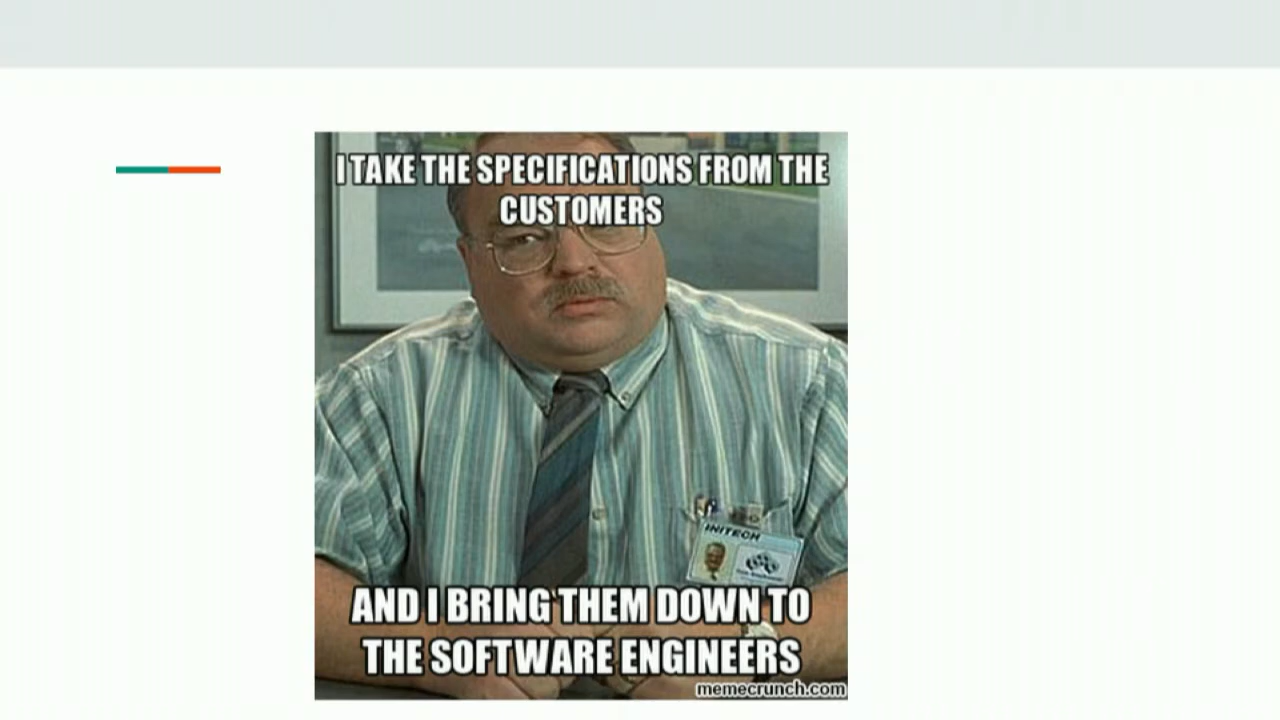 I TAKE THE SPECIFICATIONS FROM THE
CUSTOMERS
INITECH
AND I BRING THEM DOWN TO
THE SOFTWARE ENGINEERS
memecrunch.com